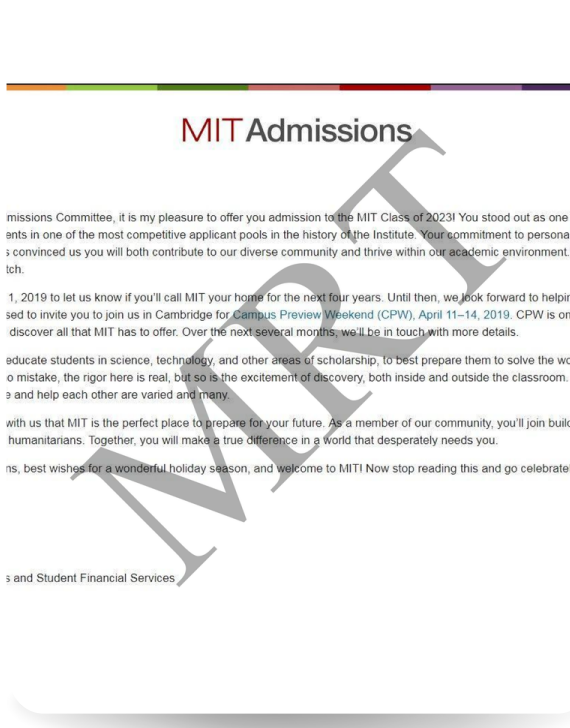 MIT Admissions
missions Committee, it is my pleasure to offer you admission to the MIT Class of 2023! You stood out as one
ents in one of the most competitive applicant pools in the history of the Institute. Your commitment to persona
s convinced us you will both contribute to our diverse community and thrive within our academic environment.
tch.
1, 2019 to let us know if you'll call MIT your home for the next four years. Until then, we look forward to helpin
sed to invite you to join us in Cambridge for Campus Preview Weekend (CPW), April 11–14, 2019. CPW is on
discover all that MIT has to offer. Over the next several months, we'll be in touch with more details.
educate students in science, technology, and other areas of scholarship, to best prepare them to solve the wo
o mistake, the rigor here is real, but so is the excitement of discovery, both inside and outside the classroom.
e and help each other are varied and many.
with us that MIT is the perfect place to prepare for your future. As a member of our community, you'll join build
humanitarians. Together, you will make a true difference in a world that desperately needs you.
ns, best wishes for a wonderful holiday season, and welcome to MIT! Now stop reading this and go celebrate
s and Student Financial Services
MRT